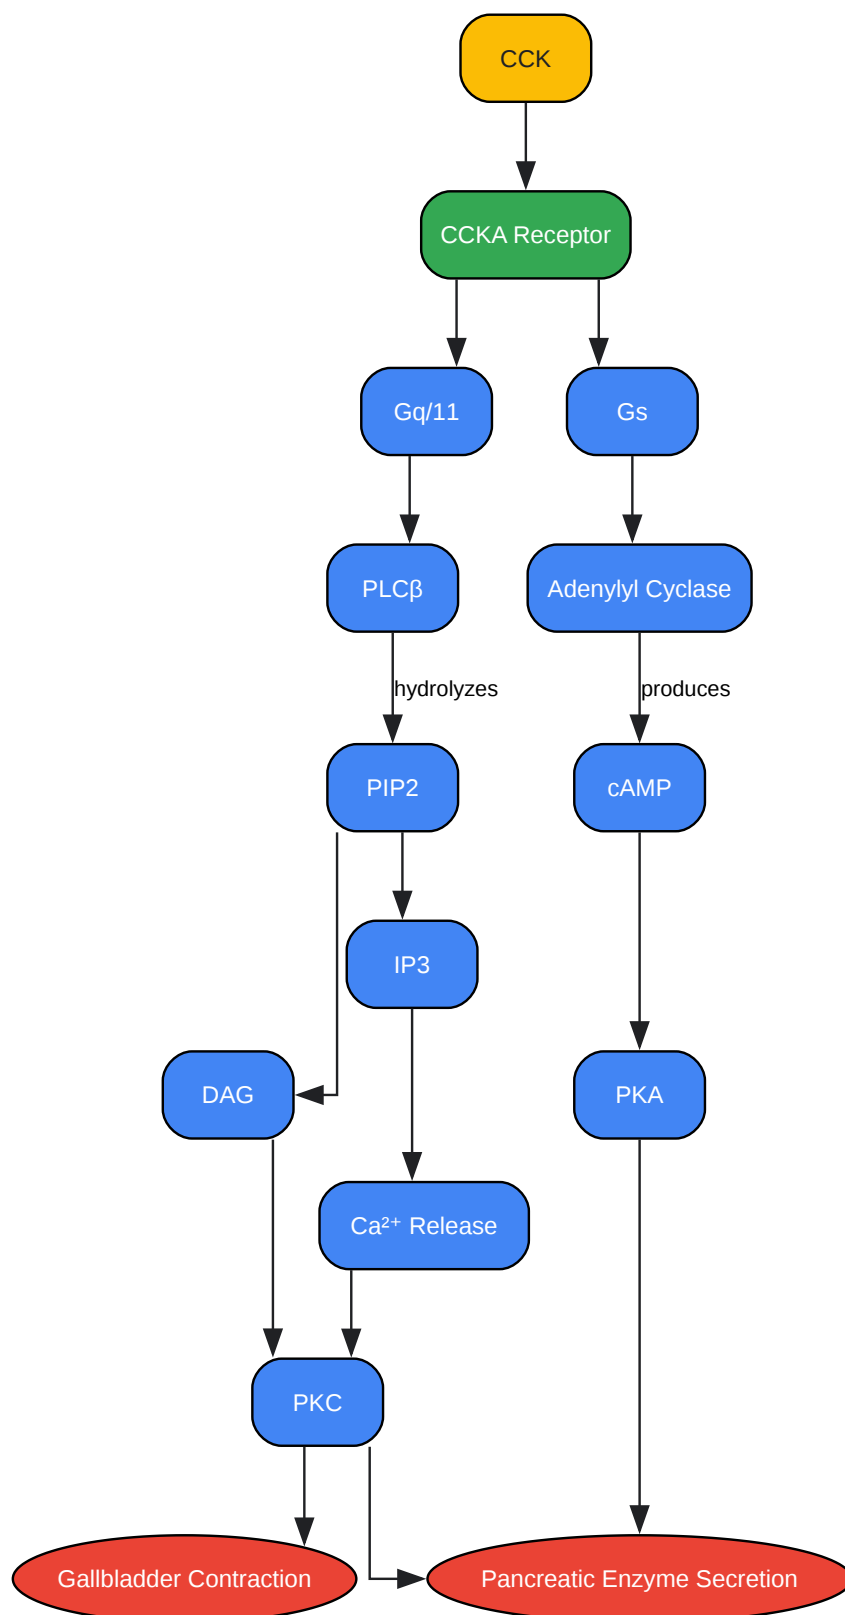 CCK
CCKA Receptor
Gq/11
Gs
PLCβ
Adenylyl Cyclase
hydrolyzes
produces
PIP2
cAMP
IP3
DAG
PKA
Ca²⁺ Release
PKC
Gallbladder Contraction
Pancreatic Enzyme Secretion